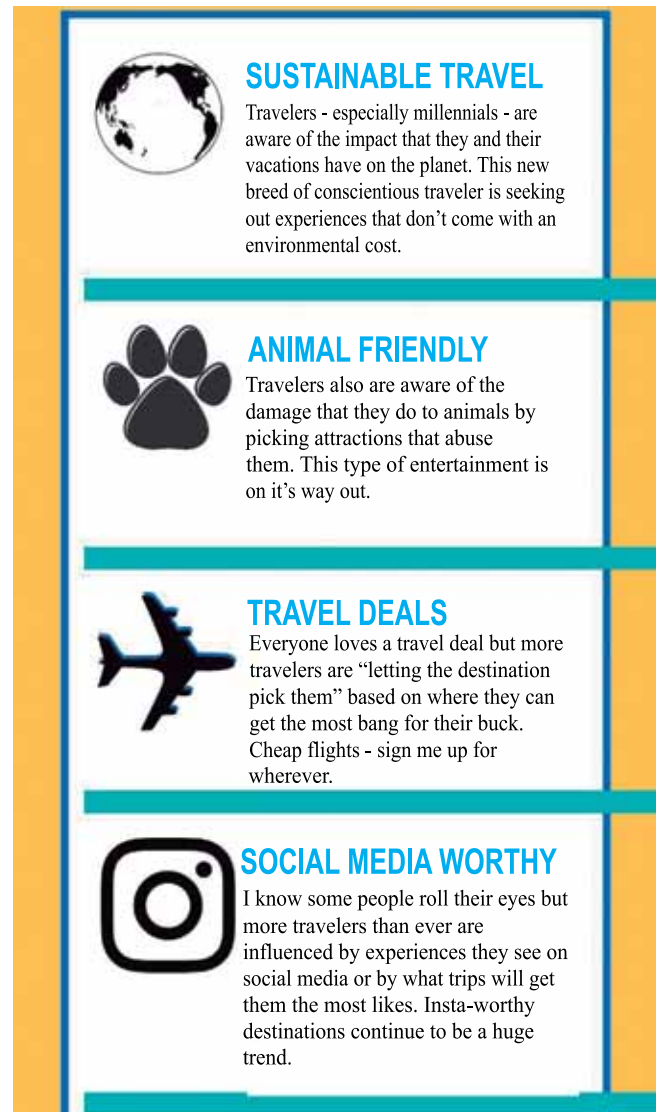 SUSTAINABLE TRAVEL
Travelers - especially millennials - are
aware of the impact that they and their
vacations have on the planet. This new
breed of conscientious traveler is seeking
out experiences that don’t come with an
environmental cost.
ANIMAL FRIENDLY
Travelers also are aware of the
damage that they do to animals by
picking attractions that abuse
them. This type of entertainment is
on it’s way out.
TRAVEL DEALS
Everyone loves a travel deal but more
travelers are “letting the destination
pick them” based on where they can
get the most bang for their buck.
Cheap flights - sign me up for
wherever.
SOCIAL MEDIA WORTHY
I know some people roll their eyes but
more travelers than ever are
influenced by experiences they see on
social media or by what trips will get
them the most likes. Insta-worthy
destinations continue to be a huge
trend.